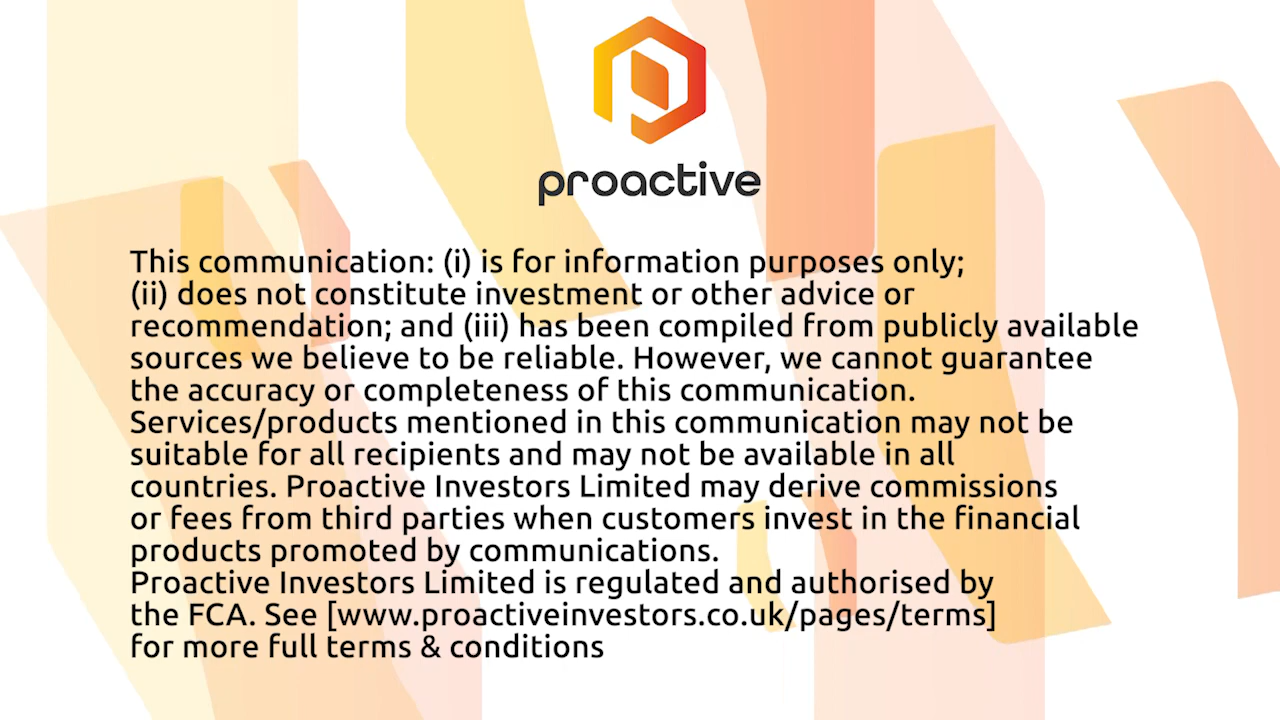 proactive
This communication: (i) is for information purposes only;
(ii) does not constitute investment or other advice or
recommendation; and (iii) has been compiled from publicly available
sources we believe to be reliable. However, we cannot guarantee
the accuracy or completeness of this communication.
Services/products mentioned in this communication may not be
suitable for all recipients and may not be available in all
countries. Proactive Investors Limited may derive commissions
or fees from third parties when customers invest in the financial
products promoted by communications.
Proactive Investors Limited is regulated and authorised by
the FCA. See [www.proactiveinvestors.co.uk/pages/terms]
for more full terms & conditions